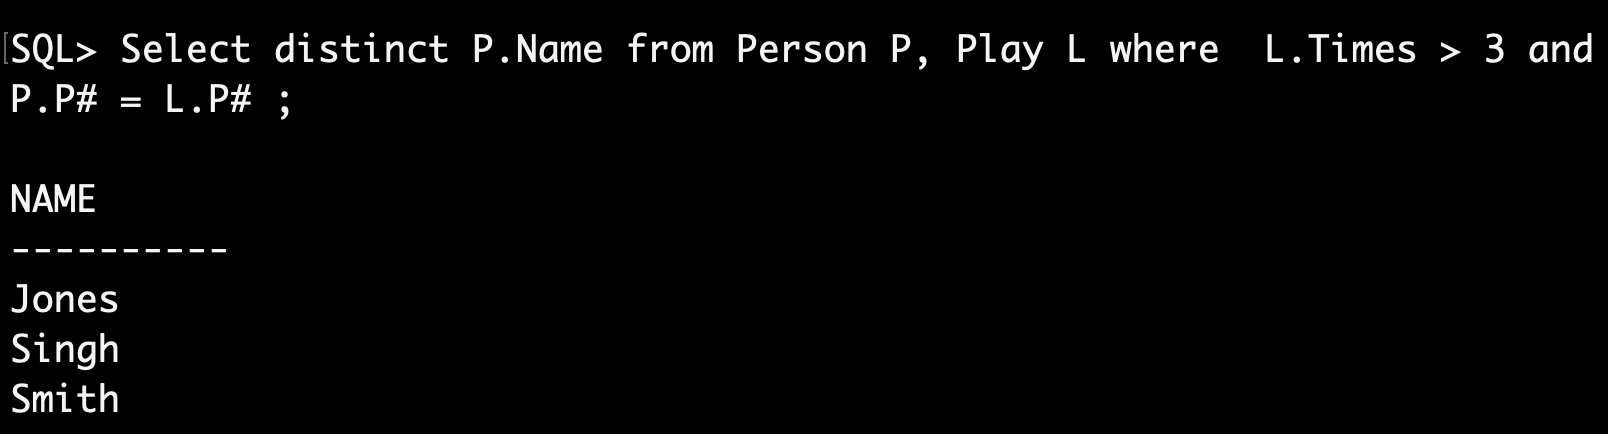 [SQL> Select distinct P.Name from Person P, Play L where  L.Times > 3 and
P.P# = L.P# ;
NAME
----------
Jones
Singh
Smith